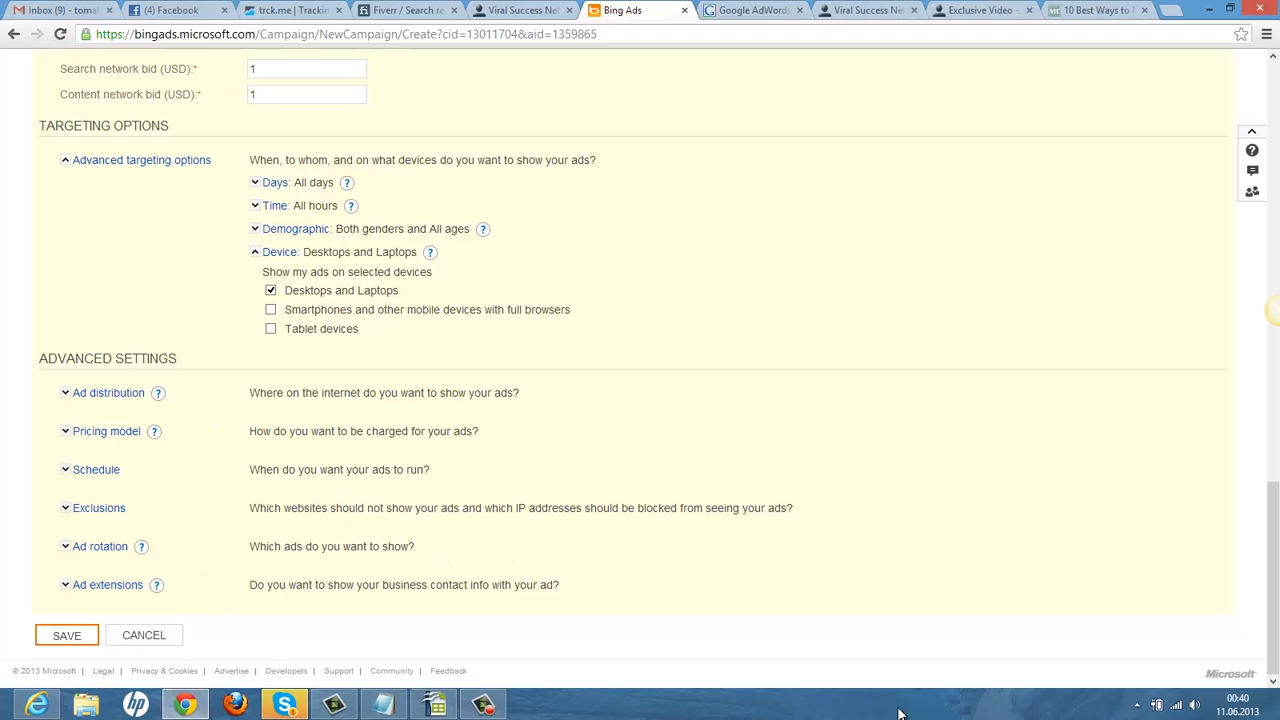 Inbox (9) - tomal
(4) Facebook
trck.me | Trackin
Fiverr / Search re
Viral Success Net
Bing Ads
Google AdWords
Viral Success Net
Exclusive Video -
10 Best Ways to
https://bingads.microsoft.com/Campaign/NewCampaign/Create?cid=13011704&aid=1359865
Search network bid (USD):* 1
Content network bid (USD):* 1
TARGETING OPTIONS
Advanced targeting options When, to whom, and on what devices do you want to show your ads?
Days: All days ?
Time: All hours ?
Demographic: Both genders and All ages ?
Device: Desktops and Laptops ?
Show my ads on selected devices
Desktops and Laptops
Smartphones and other mobile devices with full browsers
Tablet devices
ADVANCED SETTINGS
Ad distribution ? Where on the internet do you want to show your ads?
Pricing model ? How do you want to be charged for your ads?
Schedule When do you want your ads to run?
Exclusions Which websites should not show your ads and which IP addresses should be blocked from seeing your ads?
Ad rotation ? Which ads do you want to show?
Ad extensions ? Do you want to show your business contact info with your ad?
SAVE CANCEL
© 2013 Microsoft | Legal | Privacy & Cookies | Advertise | Developers | Support | Community | Feedback
Microsoft
00:40
11.06.2013